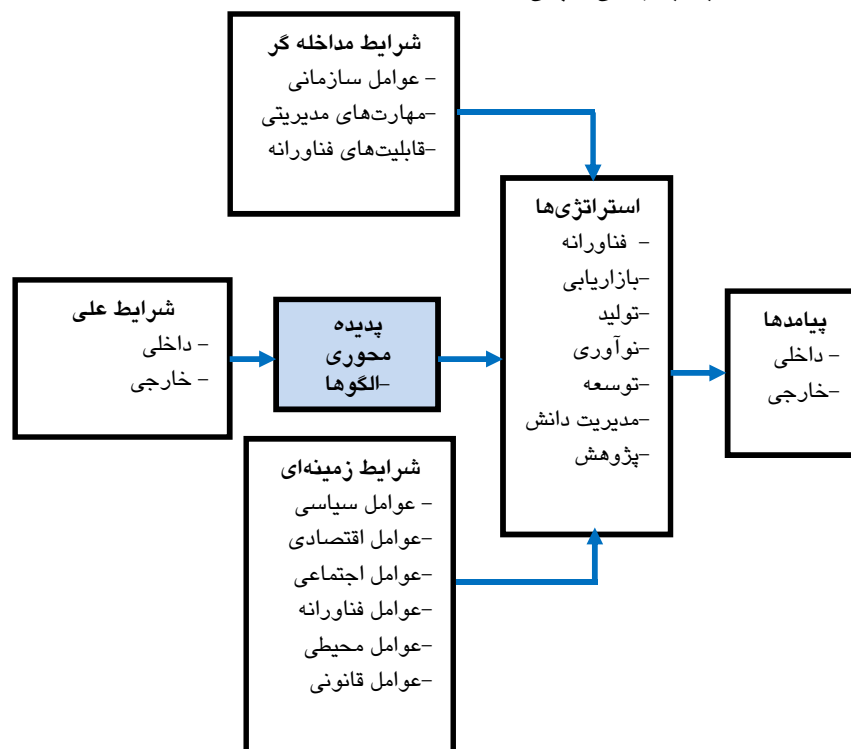 شرایط مداخله گر
- عوامل سازمانی
-مهارت‌های مدیریتی
-قابلیت‌های فناورانه
استراتژی‌ها
- فناورانه
-بازاریابی
-تولید
-نوآوری
-توسعه
-مدیریت دانش
-پژوهش
شرایط علی
- داخلی
- خارجی
پدیده
محوری
-الگوها
پیامدها
- داخلی
-خارجی
شرایط زمینه‌ای
- عوامل سیاسی
-عوامل اقتصادی
-عوامل اجتماعی
-عوامل فناورانه
-عوامل محیطی
-عوامل قانونی